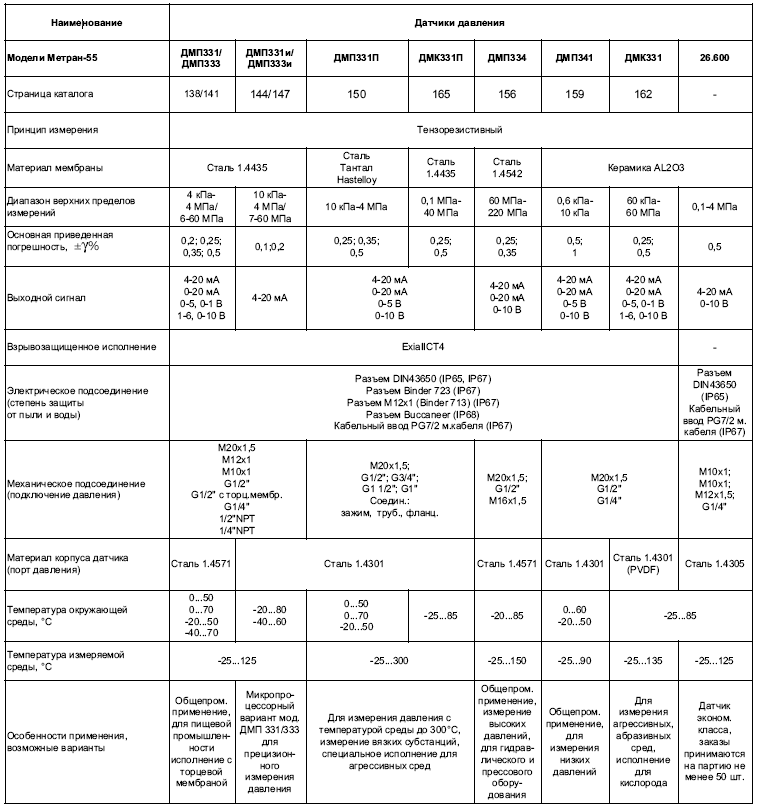 Наименование
Датчики давления
Модели Метран-55
ДМП331/
ДМП333
ДМП331и/
ДМП333и
ДМП331П
ДМК331П
ДМП334
ДМП341
ДМК331
26.600
Страница каталога
138/141
144/147
150
165
156
159
162
-
Принцип измерения
Тензорезистивный
Материал мембраны
Сталь 1.4435
Сталь
Тантал
Hastelloy
Сталь
1.4435
Сталь
1.4542
Керамика AL2O3
Диапазон верхних пределов
измерений
4 кПа-
4 МПа/
6-60 МПа
10 кПа-
4 МПа/
7-60 МПа
10 кПа-4 МПа
0,1 МПа-
40 МПа
60 МПа-
220 МПа
0,6 кПа-
10 кПа
60 кПа-
60 МПа
0,1-4 МПа
Основная приведенная
погрешность, ±γ%
0,2; 0,25;
0,35; 0,5
0,1;0,2
0,25; 0,35;
0,5
0,25;
0,5
0,25;
0,35
0,5;
1
0,25;
0,5
0,5
Выходной сигнал
4-20 мА
0-20 мА
0-5, 0-1 В
1-6, 0-10 В
4-20 мА
4-20 мА
0-20 мА
0-5 В
0-10 В
4-20 мА
0-20 мА
0-10 В
4-20 мА
0-20 мА
0-5 В
0-10 В
4-20 мА
0-20 мА
0-5, 0-1 В
1-6, 0-10 В
4-20 мА
0-10 В
Взрывозащищенное исполнение
ExiaIICT4
-
Электрическое подсоединение
(степень защиты
от пыли и воды)
Разъем DIN43650 (IP65, IP67)
Разъем Binder 723 (IP67)
Разъем M12x1 (Binder 713) (IP67)
Разъем Buccaneer (IP68)
Кабельный ввод PG7/2 м.кабеля (IP67)
Разъем
DIN43650
(IP65)
Кабельный
ввод PG7/2 м.
кабеля (IP67)
Механическое подсоединение
(подключение давления)
M20x1,5
M12x1
M10x1
G1/2"
G1/2" с торц.мембр.
G1/4"
1/2"NPT
1/4"NPT
M20x1,5;
G1/2"; G3/4";
G1 1/2"; G1"
Соедин.:
зажим, труб., фланц.
M20x1,5;
G1/2"
M16x1,5
M20x1,5
G1/2"
G1/4"
M10x1;
M10x1;
M12x1,5;
G1/4"
Материал корпуса датчика
(порт давления)
Сталь 1.4571
Сталь 1.4301
Сталь 1.4571
Сталь 1.4301
Сталь 1.4301
(PVDF)
Сталь 1.4305
Температура окружающей
среды, °С
0...50
0...70
-20...50
-40...70
-20...80
-40...60
0...50
0...70
-20...50
-25...85
-20...85
0...60
-20...50
-25...85
Температура измеряемой
среды, °С
-25...125
-25...300
-25...150
-25...90
-25...135
-25...125
Особенности применения,
возможные варианты
Общепром.
применение,
для пищевой
промышлен-
ности
исполнение с
торцевой
мембраной
Микропро-
цессорный
вариант мод.
ДМП 331/333
для
прецизион-
ного
измерения
давления
Для измерения давления с
температурой среды до 300°С,
измерение вязких субстанций,
специальное исполнение для
агрессивных сред
Общепром.
применение,
измерение
высоких
давлений,
для гидрав-
лического и
прессового
обору-
дования
Общепром.
применение,
для
измерения
низких
давлений
Для
измерения
агрессивных,
абразивных
сред,
исполнение
для
кислорода
Датчик
эконом.
класса,
заказы
принимаются
на партию не
менее 50 шт.